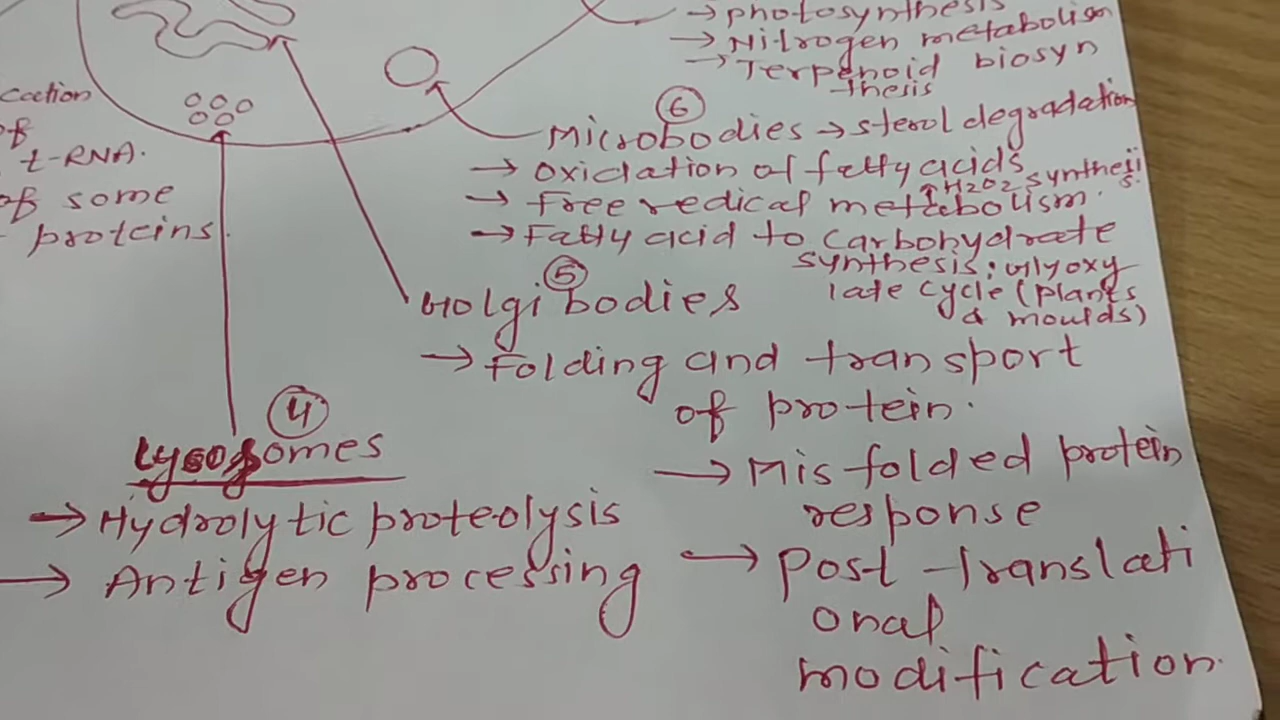 → photosynthesis
→ Nitrogen metabolism
→ Terpenoid biosyn
-thesis
cation
of
t-RNA.
of some
proteins
⑥
Microbodies → sterol degradation
→ Oxidation of fatty acids
↑H2O2 synthesi
s.
→ Free redical metabolism.
→ Fatty acid to carbohydrate
synthesis; Glyoxy
late cycle (plants
& moulds)
⑤
Golgi bodies
→ Folding and transport
of protein.
→ Misfolded protein
response
→ Post-translati
onal
modification.
④
Lysosomes
→ Hydrolytic proteolysis
→ Antigen processing